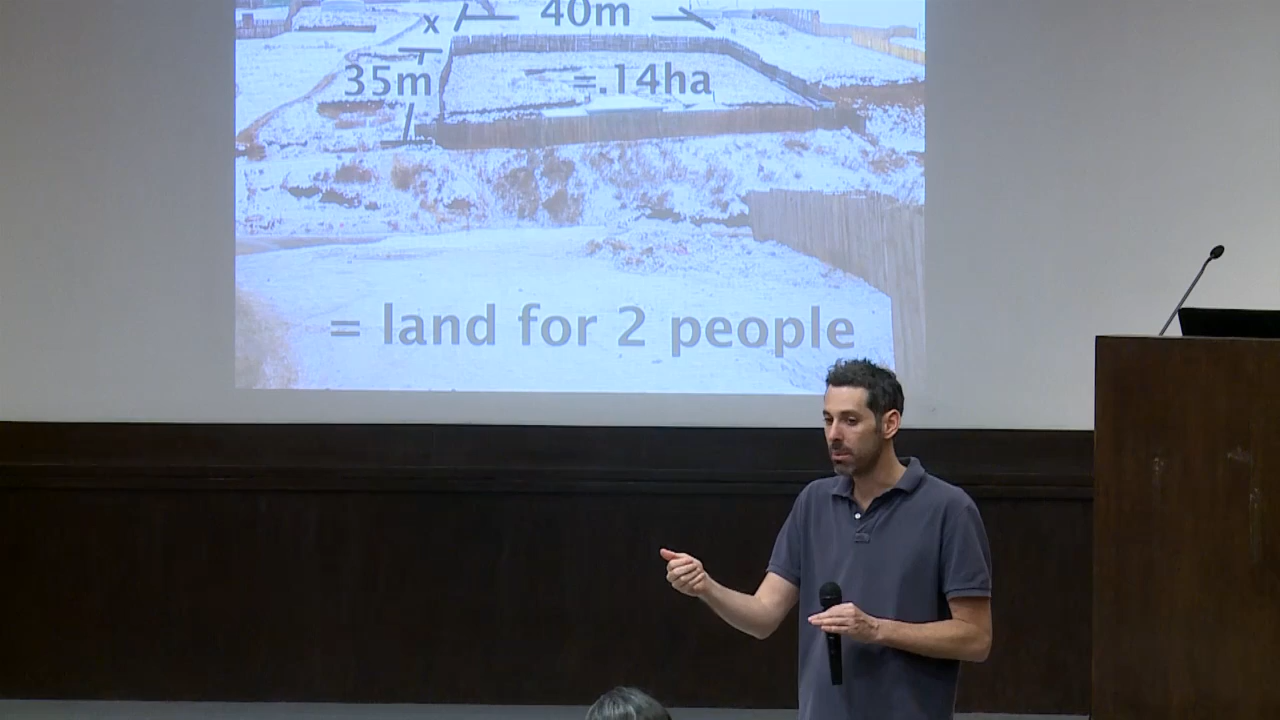 40m
x
35m
=.14ha
= land for 2 people